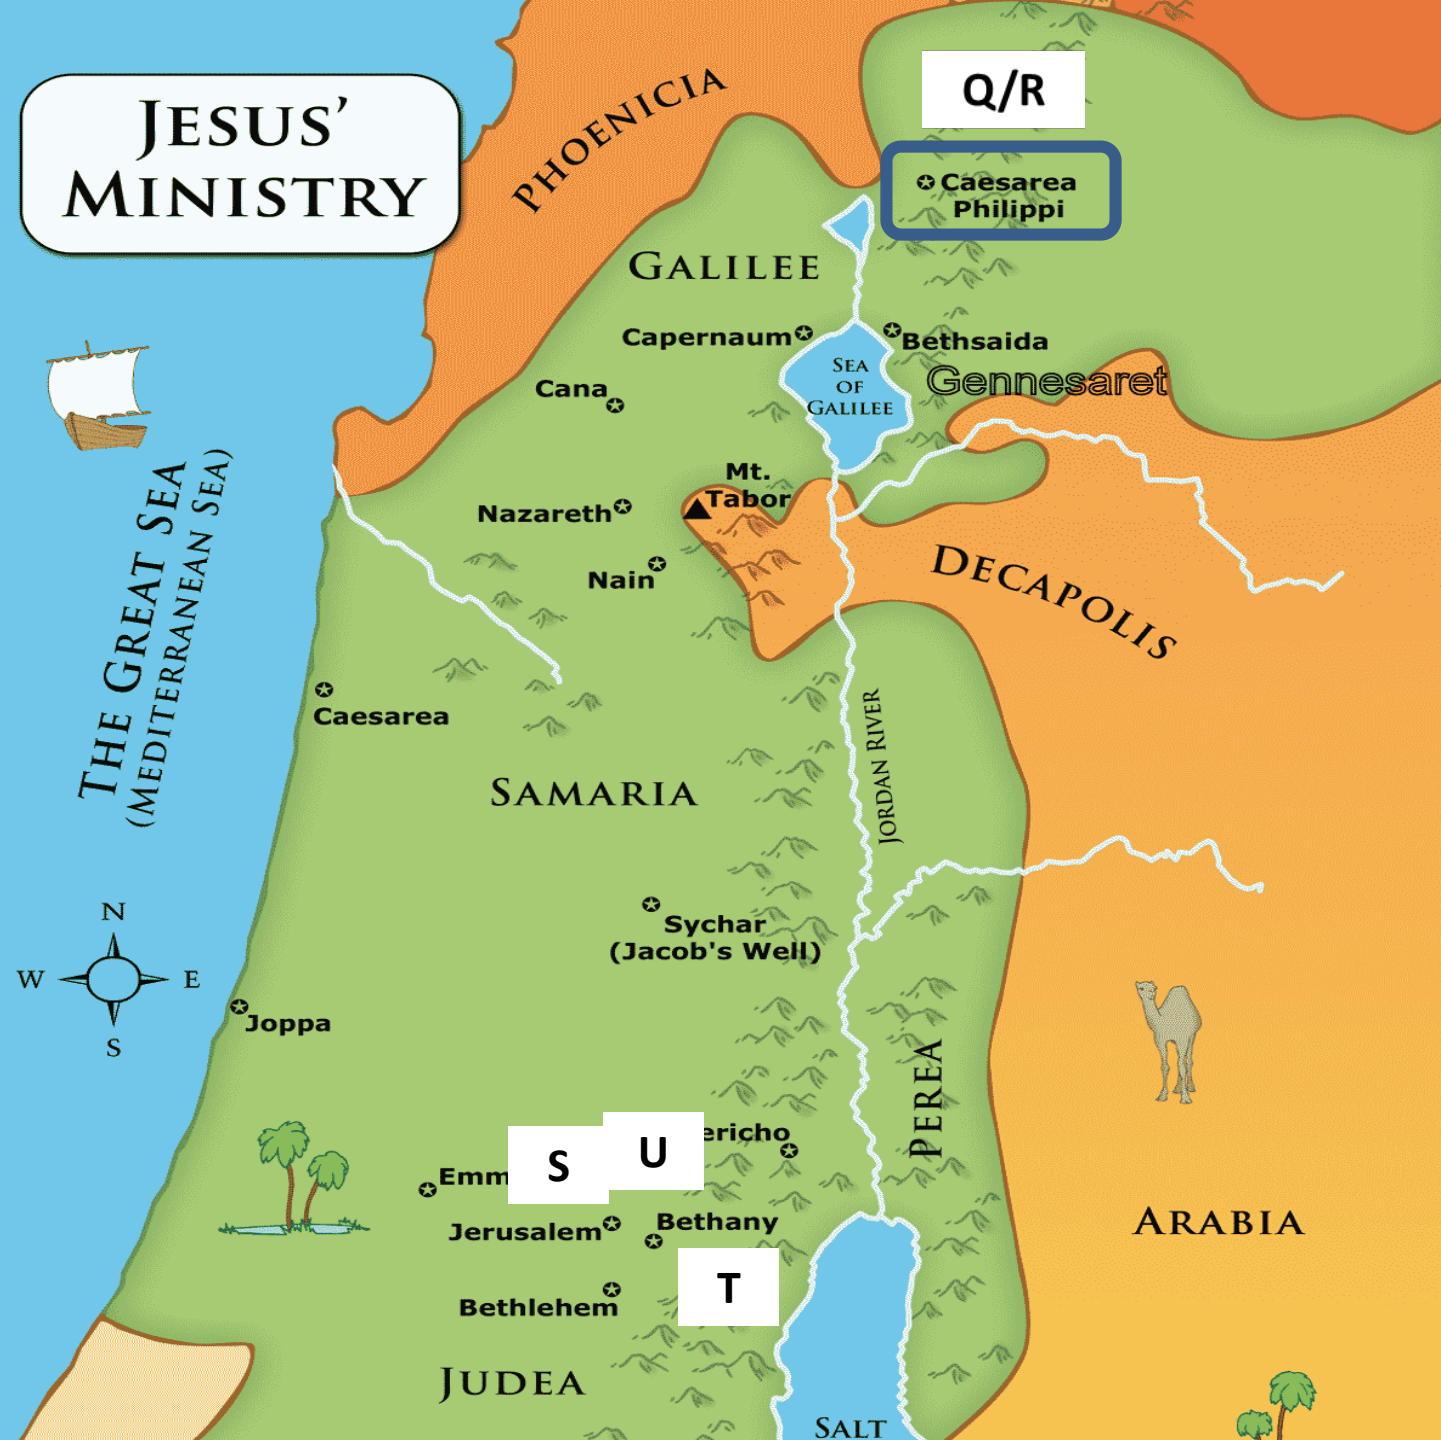 JESUS'
MINISTRY
PHOENICIA
Q/R
Caesarea
Philippi
GALILEE
Capernaum
Bethsaida
SEA
OF
GALILEE
Gennesaret
Cana
Mt.
Tabor
Nazareth
Nain
DECAPOLIS
THE GREAT SEA
(MEDITERRANEAN SEA)
Caesarea
SAMARIA
JORDAN RIVER
Sychar
(Jacob's Well)
N
W E
S
Joppa
PEREA
S
U
ericho
Emm
Jerusalem
Bethany
T
Bethlehem
ARABIA
JUDEA
SALT